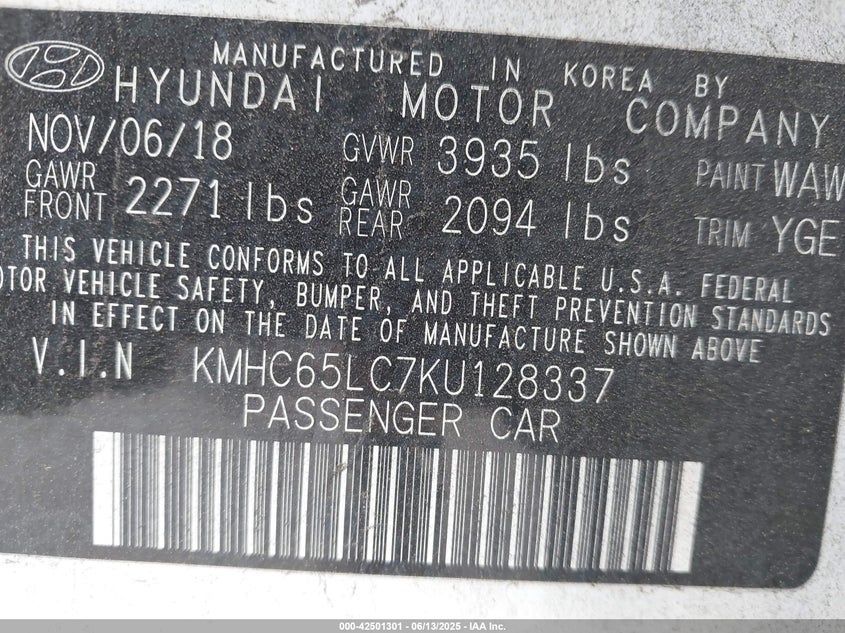 MANUFACTURED IN KOREA BY
HYUNDAI MOTOR COMPANY
NOV/06/18 GVWR 3935 lbs PAINT WAW
GAWR FRONT 2271 lbs GAWR REAR 2094 lbs TRIM YGE
THIS VEHICLE CONFORMS TO ALL APPLICABLE U.S.A. FEDERAL
OTOR VEHICLE SAFETY, BUMPER, AND THEFT PREVENTION STANDARDS
IN EFFECT ON THE DATE OF MANUFACTURE SHOWN ABOVE
V.I.N KMHC65LC7KU128337
PASSENGER CAR
000-42501301 - 06/13/2025 - IAA Inc.